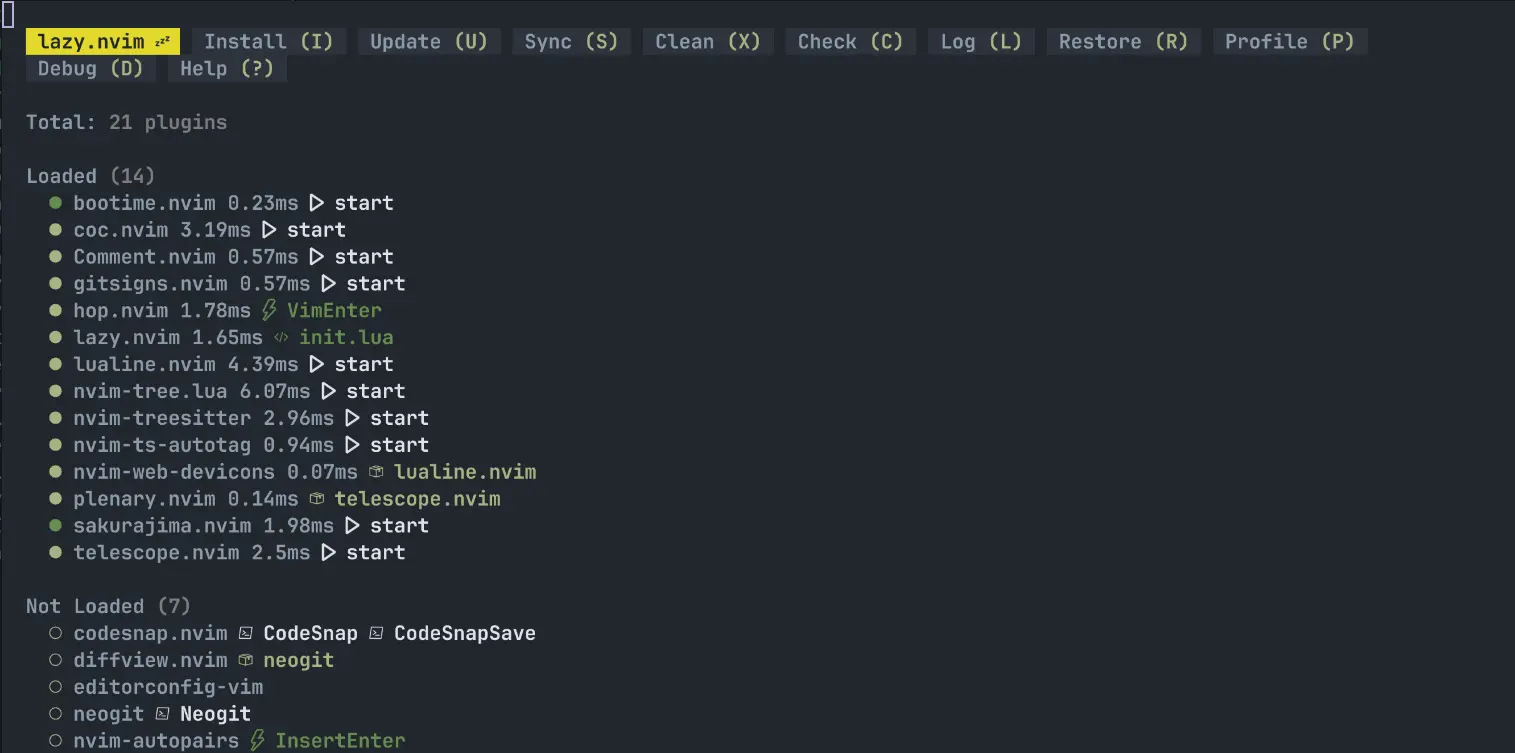 lazy.nvim 💤 Install (I) Update (U) Sync (S) Clean (X) Check (C) Log (L) Restore (R) Profile (P)
Debug (D) Help (?)
Total: 21 plugins
Loaded (14)
● bootime.nvim 0.23ms ▷ start
● coc.nvim 3.19ms ▷ start
● Comment.nvim 0.57ms ▷ start
● gitsigns.nvim 0.57ms ▷ start
● hop.nvim 1.78ms VimEnter
● lazy.nvim 1.65ms </> init.lua
● lualine.nvim 4.39ms ▷ start
● nvim-tree.lua 6.07ms ▷ start
● nvim-treesitter 2.96ms ▷ start
● nvim-ts-autotag 0.94ms ▷ start
● nvim-web-devicons 0.07ms lualine.nvim
● plenary.nvim 0.14ms telescope.nvim
● sakurajima.nvim 1.98ms ▷ start
● telescope.nvim 2.5ms ▷ start
Not Loaded (7)
○ codesnap.nvim CodeSnap CodeSnapSave
○ diffview.nvim neogit
○ editorconfig-vim
○ neogit Neogit
○ nvim-autopairs InsertEnter